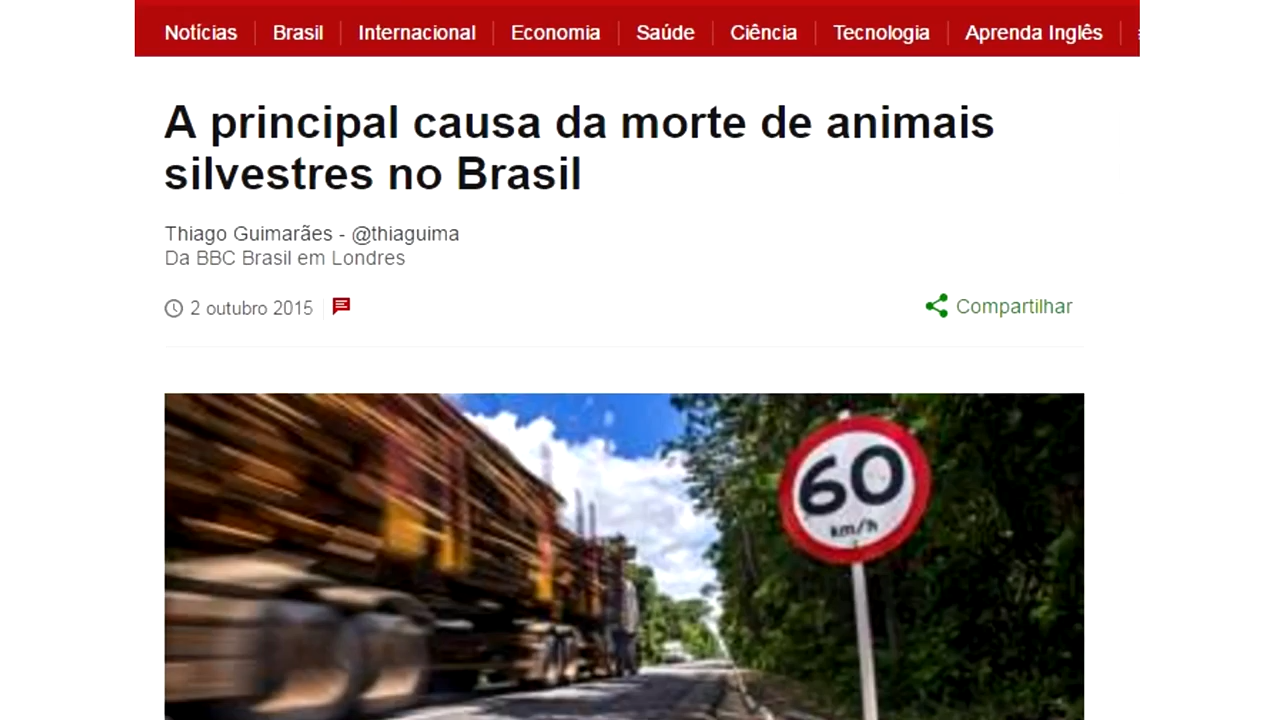 Notícias Brasil Internacional Economia Saúde Ciência Tecnologia Aprenda Inglês
A principal causa da morte de animais
silvestres no Brasil
Thiago Guimarães - @thiaguima
Da BBC Brasil em Londres
2 outubro 2015
Compartilhar
60
km/h